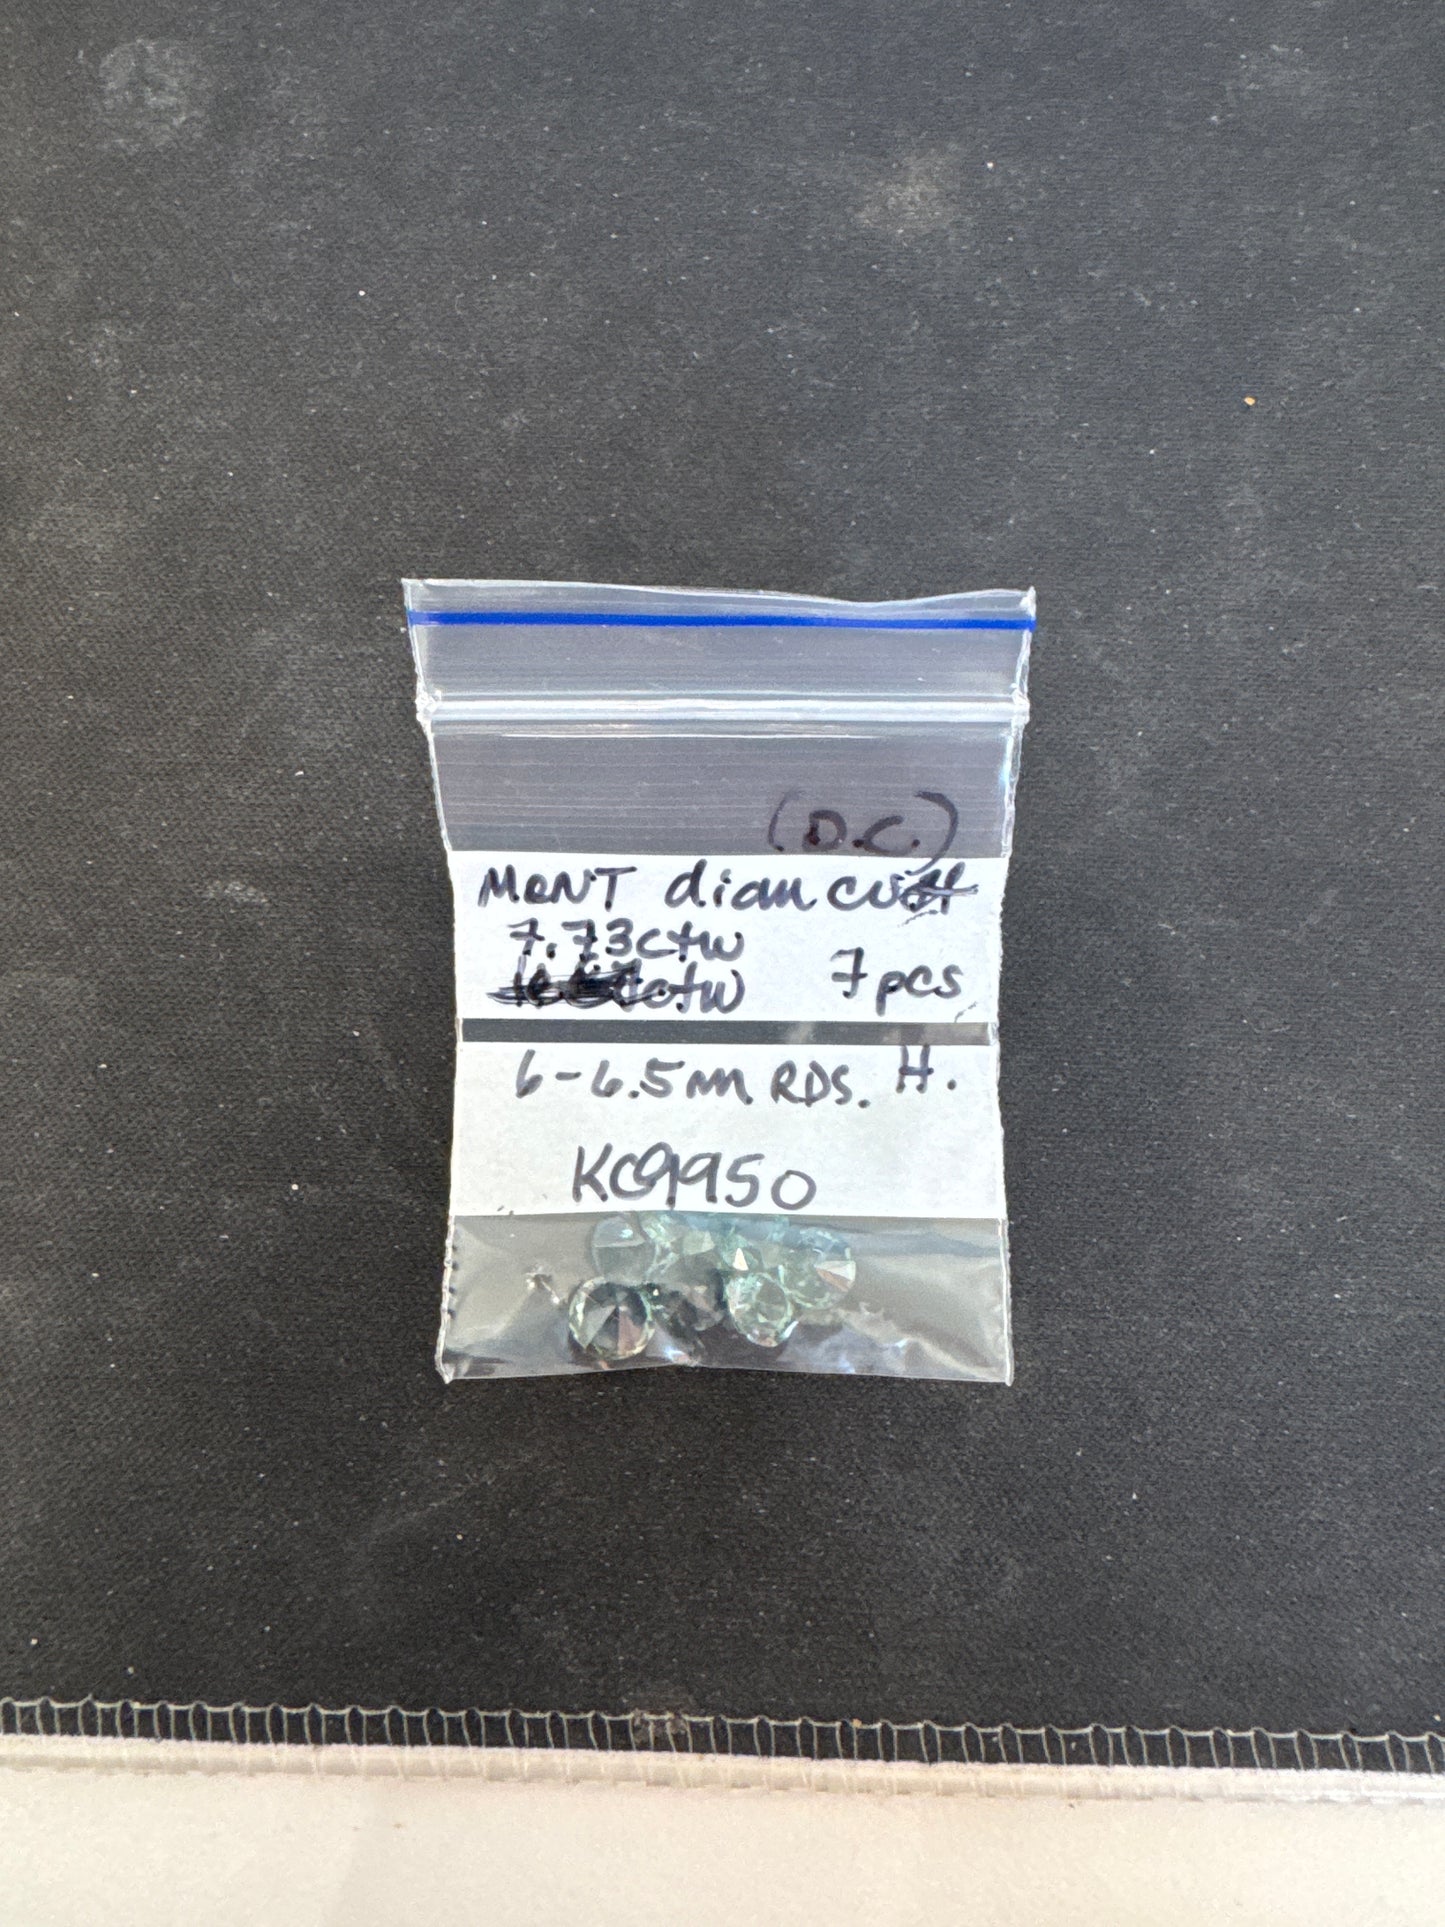 (D.C.)
MONT diam cut
7.73ctw
ctw 7pcs
6-6.5mm RDS. H.
KC9950